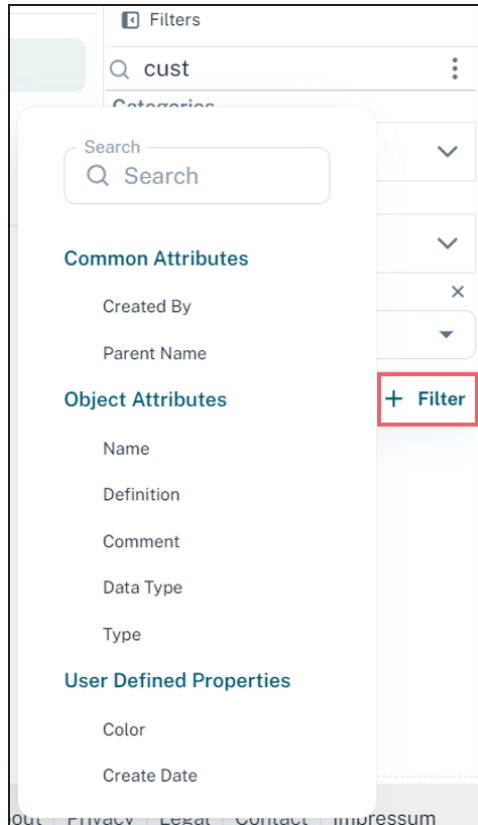 Filters
cust
Categories
Search
Search
Common Attributes
Created By
Parent Name
Object Attributes
+ Filter
Name
Definition
Comment
Data Type
Type
User Defined Properties
Color
Create Date
Privacy Legal Contact Impressum